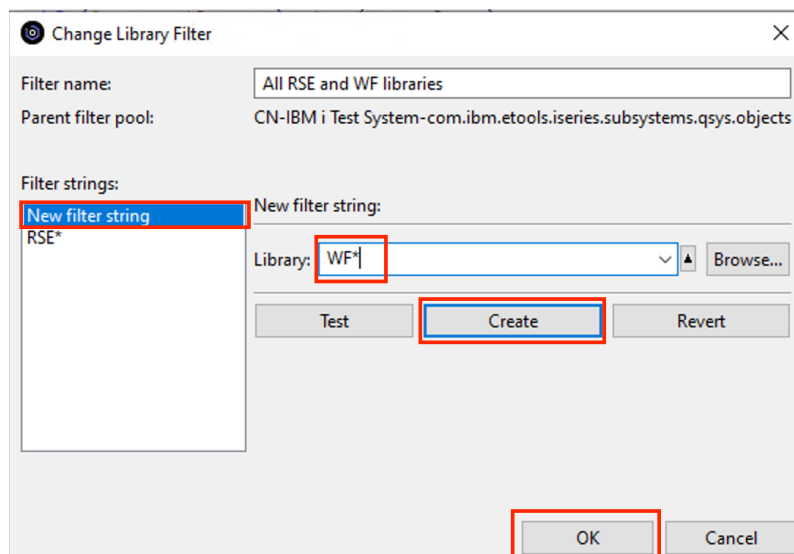 Change Library Filter
Filter name:
All RSE and WF libraries
Parent filter pool:
CN-IBM i Test System-com.ibm.etools.iseries.subsystems.qsys.objects
Filter strings:
New filter string
RSE*
New filter string:
Library:
WF*
Browse...
Test
Create
Revert
OK
Cancel